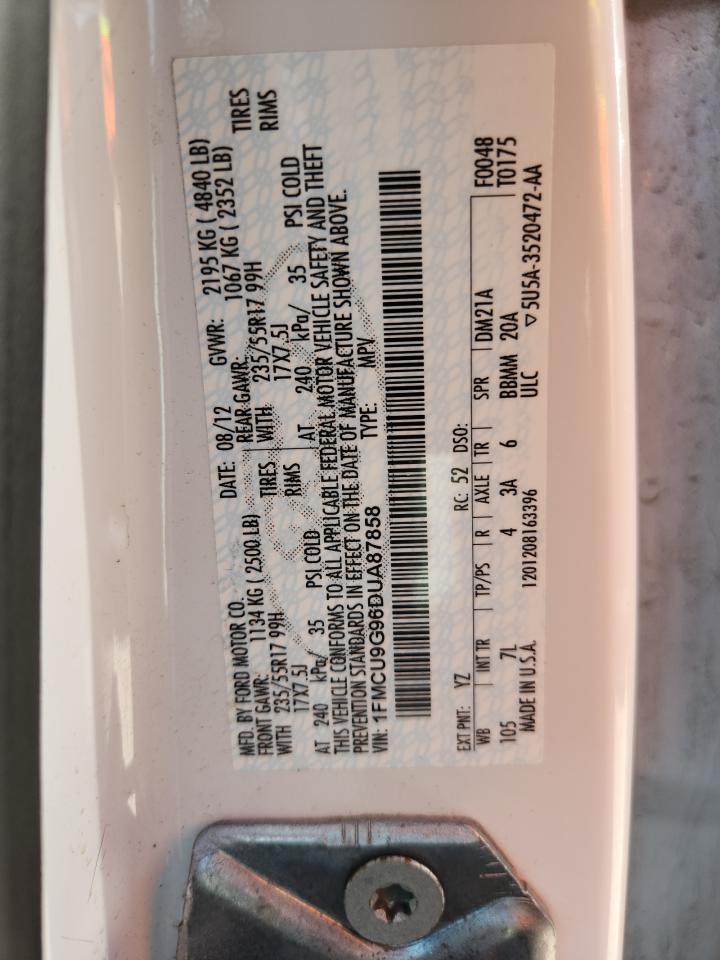 MFD. BY FORD MOTOR CO.
DATE: 08/12 GVWR: 2195 KG ( 4840 LB)
FRONT GAWR: 1134 KG ( 2500 LB) REAR GAWR: 1067 KG ( 2352 LB)
WITH 235/55R17 99H TIRES WITH 235/55R17 99H TIRES
17X7.5J RIMS 17X7.5J RIMS
AT 240 kPa/ 35 PSI COLD AT 240 kPa/ 35 PSI COLD
THIS VEHICLE CONFORMS TO ALL APPLICABLE FEDERAL MOTOR VEHICLE SAFETY AND THEFT
PREVENTION STANDARDS IN EFFECT ON THE DATE OF MANUFACTURE SHOWN ABOVE.
VIN: 1FMCU9G96DUA87858 TYPE: MPV
EXT PNT: YZ RC: 52 DSO: F0048
WB INT TR TP/PS R AXLE TR SPR DM21A T0175
105 7L 4 3A 6 BBMM 20A
MADE IN U.S.A. 1201208163396 ULC ▽5U5A-3520472-AA